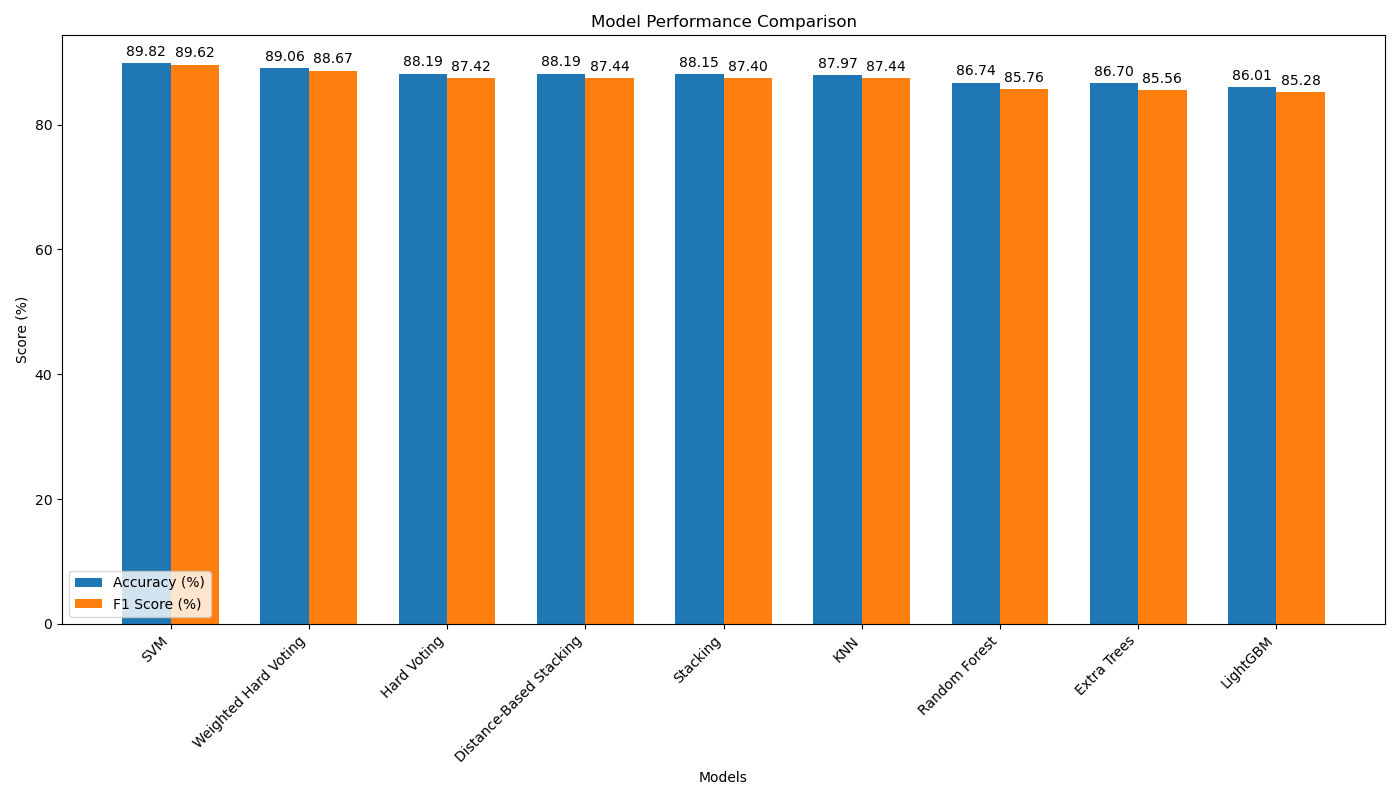 Model Performance Comparison
89.82 89.62 89.06 88.67 88.19 87.42 88.19 87.44 88.15 87.40 87.97 87.44 86.74 85.76 86.70 85.56 86.01 85.28
Score (%)
80
60
40
20
0
Accuracy (%)
F1 Score (%)
SVM
Weighted Hard Voting
Hard Voting
Distance-Based Stacking
Stacking
KNN
Random Forest
Extra Trees
LightGBM
Models